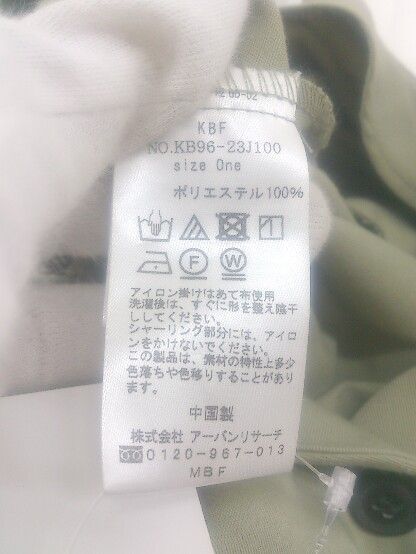 KBF
NO.KB96-23J100
size One
ポリエステル100%
アイロン掛けはあて布使用
洗濯後は、すぐに形を整え陰干
ししてください。
シャーリング部分には、アイロ
ンをかけないでください。
この製品は、素材の特性上多少
色落ちや色移りすることがあり
ます。
中国製
株式会社 アーバンリサーチ
0120-967-013
MBF